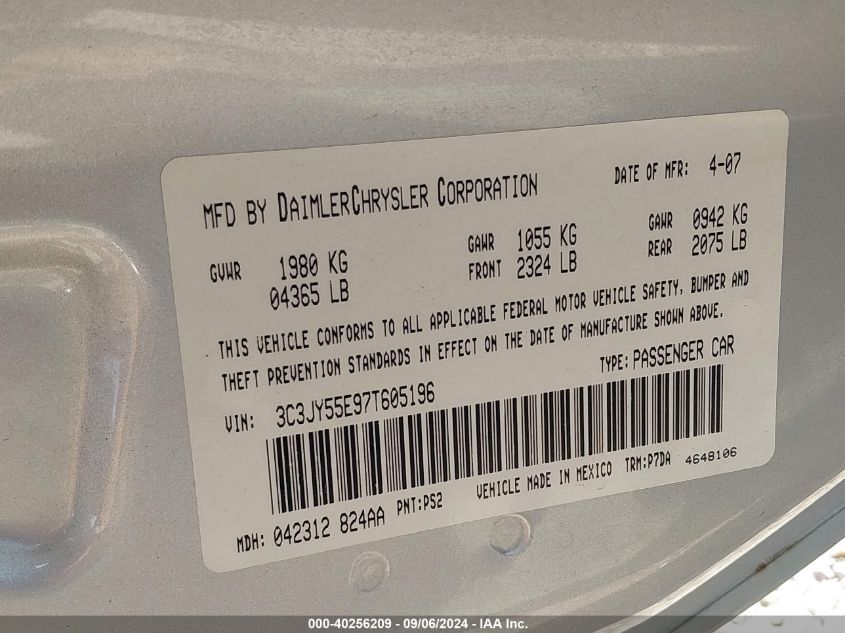 MFD BY DAIMLERCHRYSLER CORPORATION DATE OF MFR: 4-07
GVWR 1980 KG GAWR 1055 KG GAWR 0942 KG
04365 LB FRONT 2324 LB REAR 2075 LB
THIS VEHICLE CONFORMS TO ALL APPLICABLE FEDERAL MOTOR VEHICLE SAFETY, BUMPER AND
THEFT PREVENTION STANDARDS IN EFFECT ON THE DATE OF MANUFACTURE SHOWN ABOVE.
VIN: 3C3JY55E97T605196 TYPE: PASSENGER CAR
MDH: 042312 824AA PNT:PS2 VEHICLE MADE IN MEXICO TRM:P7DA 4648106
000-40256209 - 09/06/2024 - IAA Inc.